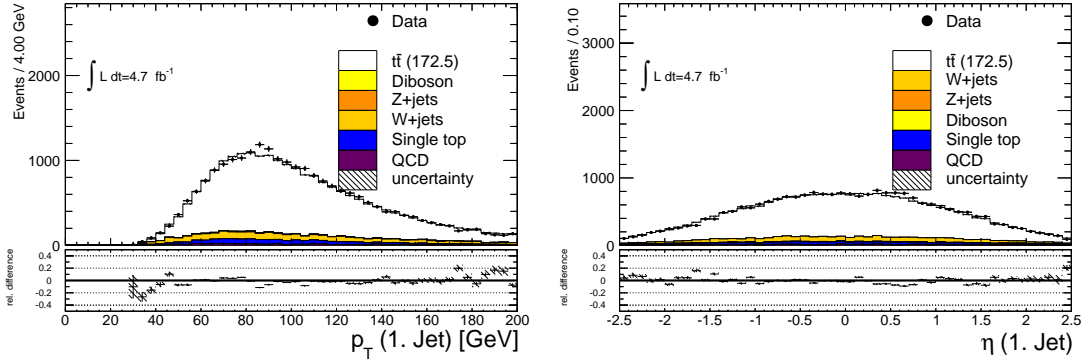 Events / 4.00 GeV
2000
1000
0
∫ L dt=4.7 fb⁻¹
Data
tt̄ (172.5)
Diboson
Z+jets
W+jets
Single top
QCD
uncertainty
rel. difference
0.4
0.2
0
-0.2
-0.4
0 20 40 60 80 100 120 140 160 180 200
p_T (1. Jet) [GeV]
Events / 0.10
3200
2400
1600
800
0
∫ L dt=4.7 fb⁻¹
Data
tt̄ (172.5)
W+jets
Z+jets
Diboson
Single top
QCD
uncertainty
rel. difference
0.4
0.2
0
-0.2
-0.4
-2.5 -2 -1.5 -1 -0.5 0 0.5 1 1.5 2 2.5
η (1. Jet)